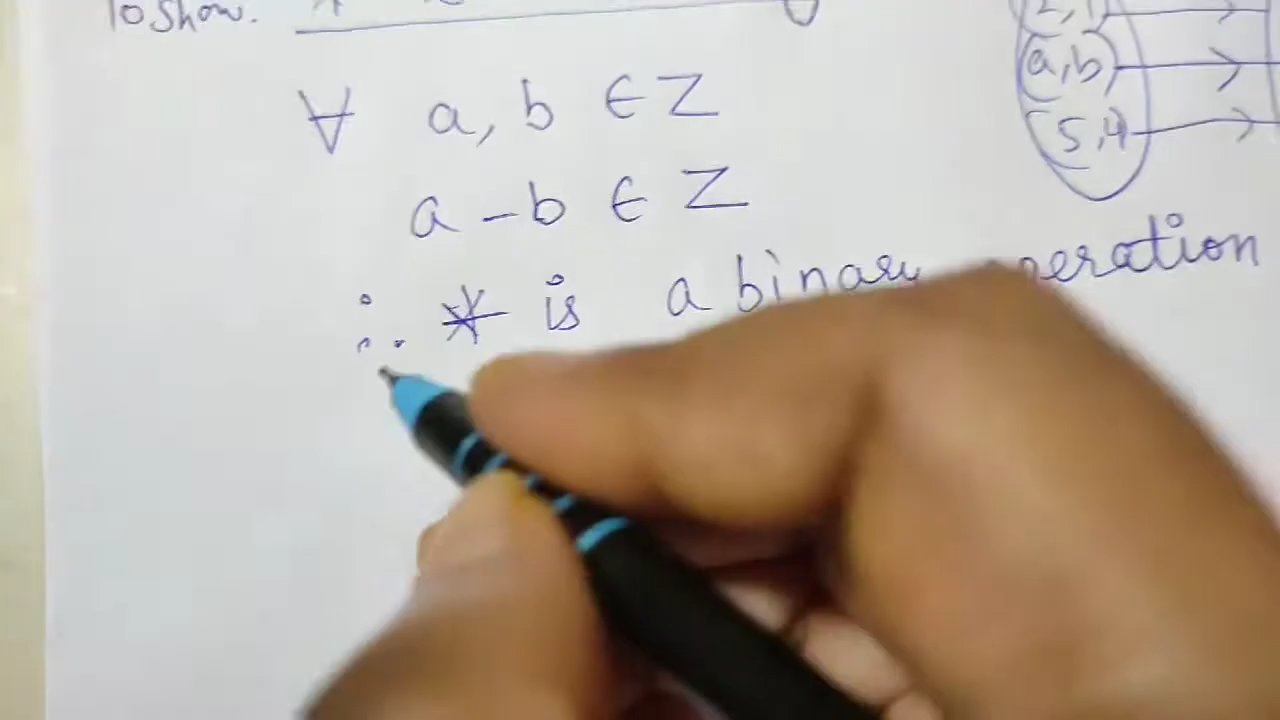 To Show. *
∀ a, b ∈ Z
a - b ∈ Z
∴ * is a binary operation
2, 1
(a, b)
5, 4